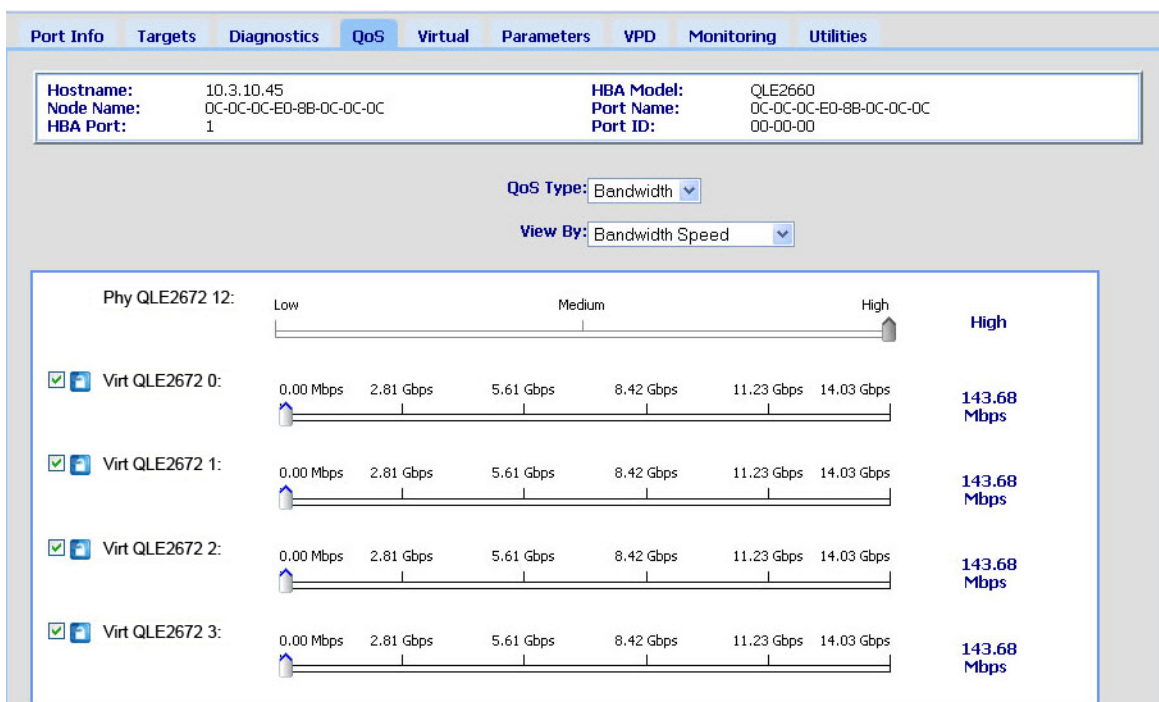 Port Info Targets Diagnostics QoS Virtual Parameters VPD Monitoring Utilities
Hostname: 10.3.10.45 HBA Model: QLE2660
Node Name: 0C-0C-0C-E0-8B-0C-0C-0C Port Name: 0C-0C-0C-E0-8B-0C-0C-0C
HBA Port: 1 Port ID: 00-00-00
QoS Type: Bandwidth
View By: Bandwidth Speed
Phy QLE2672 12: Low Medium High High
Virt QLE2672 0: 0.00 Mbps 2.81 Gbps 5.61 Gbps 8.42 Gbps 11.23 Gbps 14.03 Gbps 143.68
Mbps
Virt QLE2672 1: 0.00 Mbps 2.81 Gbps 5.61 Gbps 8.42 Gbps 11.23 Gbps 14.03 Gbps 143.68
Mbps
Virt QLE2672 2: 0.00 Mbps 2.81 Gbps 5.61 Gbps 8.42 Gbps 11.23 Gbps 14.03 Gbps 143.68
Mbps
Virt QLE2672 3: 0.00 Mbps 2.81 Gbps 5.61 Gbps 8.42 Gbps 11.23 Gbps 14.03 Gbps 143.68
Mbps